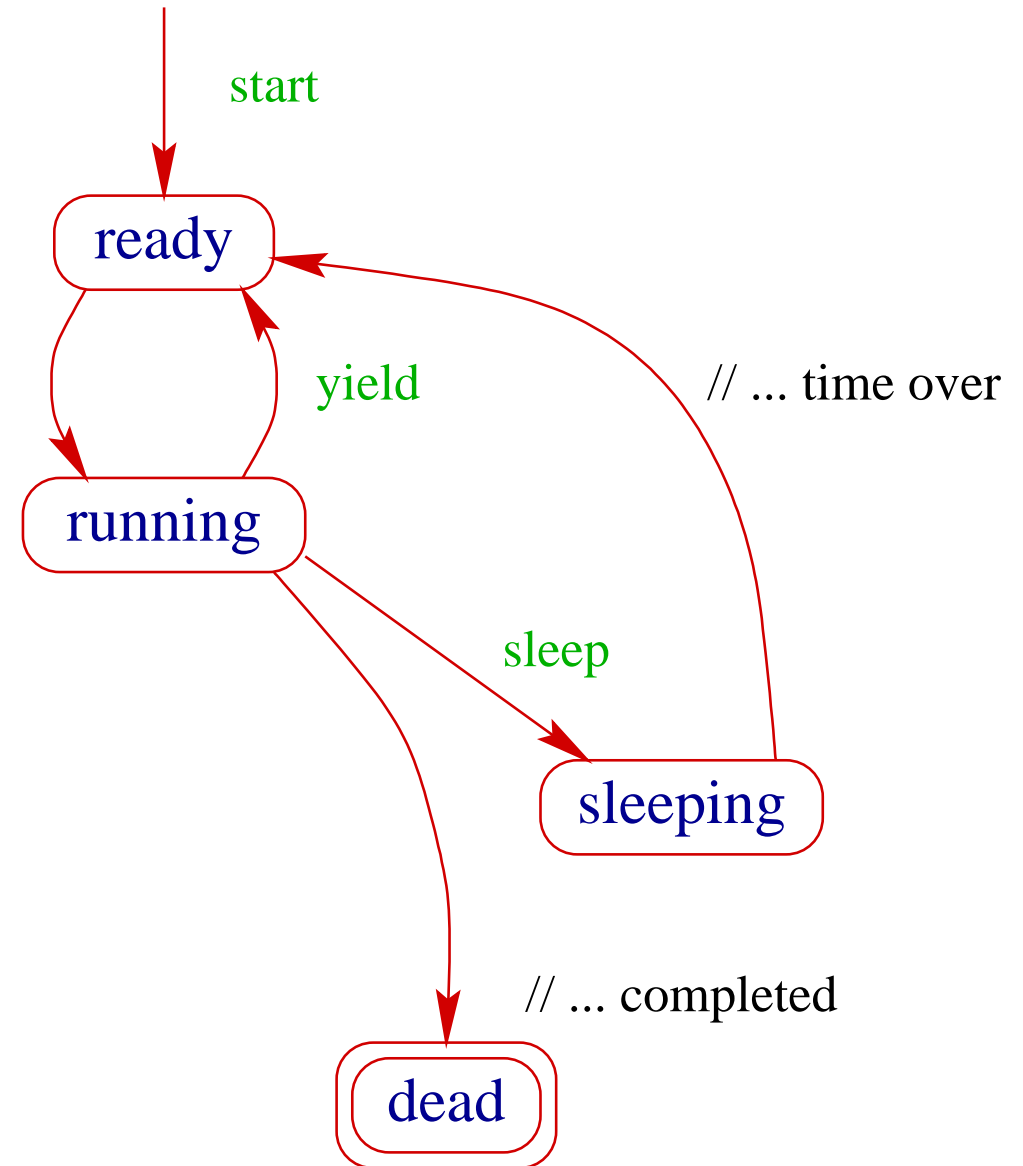 start
ready
yield
// ... time over
running
sleep
sleeping
// ... completed
dead